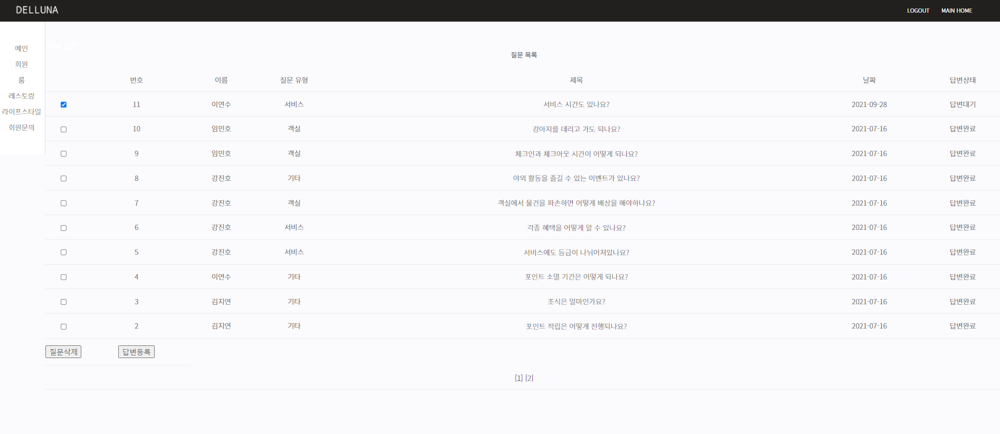 DELLUNA
LOGOUT MAIN HOME
메인
회원
룸
레스토랑
라이프스타일
회원문의
질문 목록
번호 이름 질문 유형 제목 날짜 답변상태
11 이연수 서비스 서비스 시간도 있나요? 2021-09-28 답변대기
10 임민호 객실 강아지를 데리고 가도 되나요? 2021-07-16 답변완료
9 임민호 객실 체크인과 체크아웃 시간이 어떻게 되나요? 2021-07-16 답변완료
8 강진호 기타 야외 활동을 즐길 수 있는 이벤트가 있나요? 2021-07-16 답변완료
7 강진호 객실 객실에서 물건을 파손하면 어떻게 배상을 해야하나요? 2021-07-16 답변완료
6 강진호 서비스 각종 혜택을 어떻게 알 수 있나요? 2021-07-16 답변완료
5 강진호 서비스 서비스에도 등급이 나뉘어져있나요? 2021-07-16 답변완료
4 이연수 기타 포인트 소멸 기간은 어떻게 되나요? 2021-07-16 답변완료
3 김지연 기타 조식은 얼마인가요? 2021-07-16 답변완료
2 김지연 기타 포인트 적립은 어떻게 진행되나요? 2021-07-16 답변완료
질문삭제 답변등록
[1] [2]